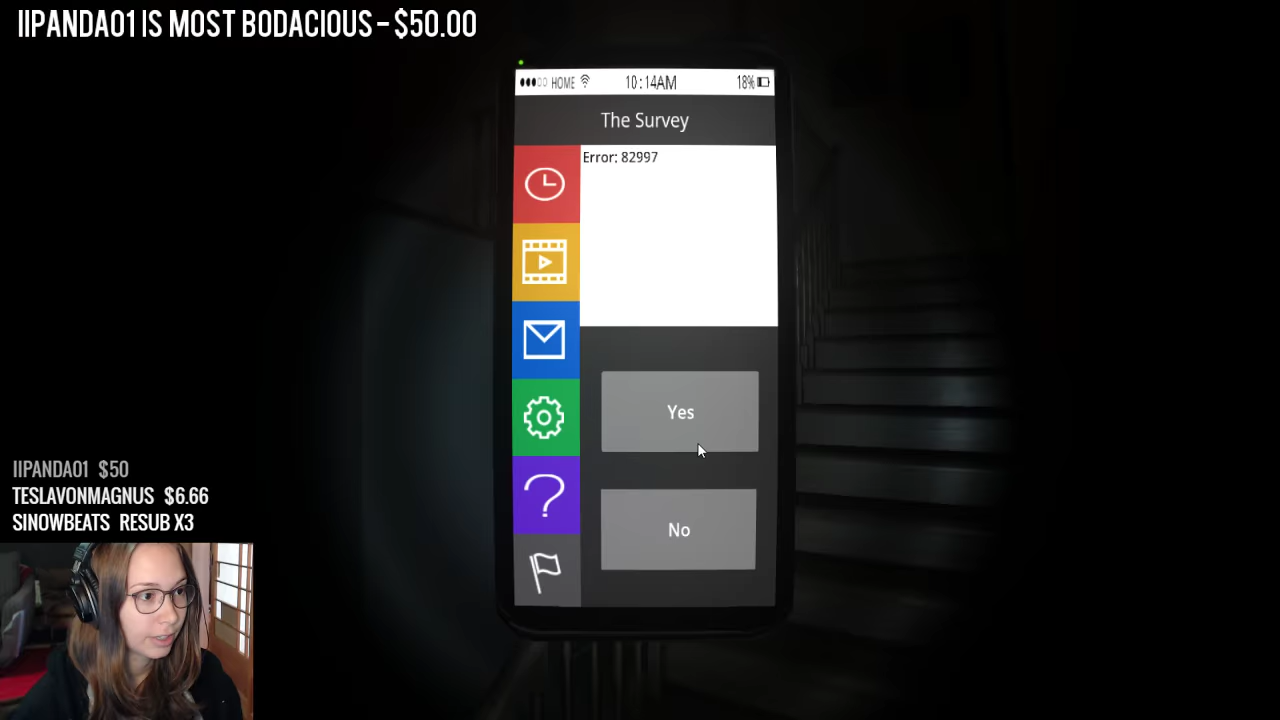 IIPANDA01 IS MOST BODACIOUS - $50.00
HOME 10:14AM 18%
The Survey
Error: 82997
Yes
No
IIPANDA01 $50
TESLAVONMAGNUS $6.66
SINOWBEATS RESUB X3